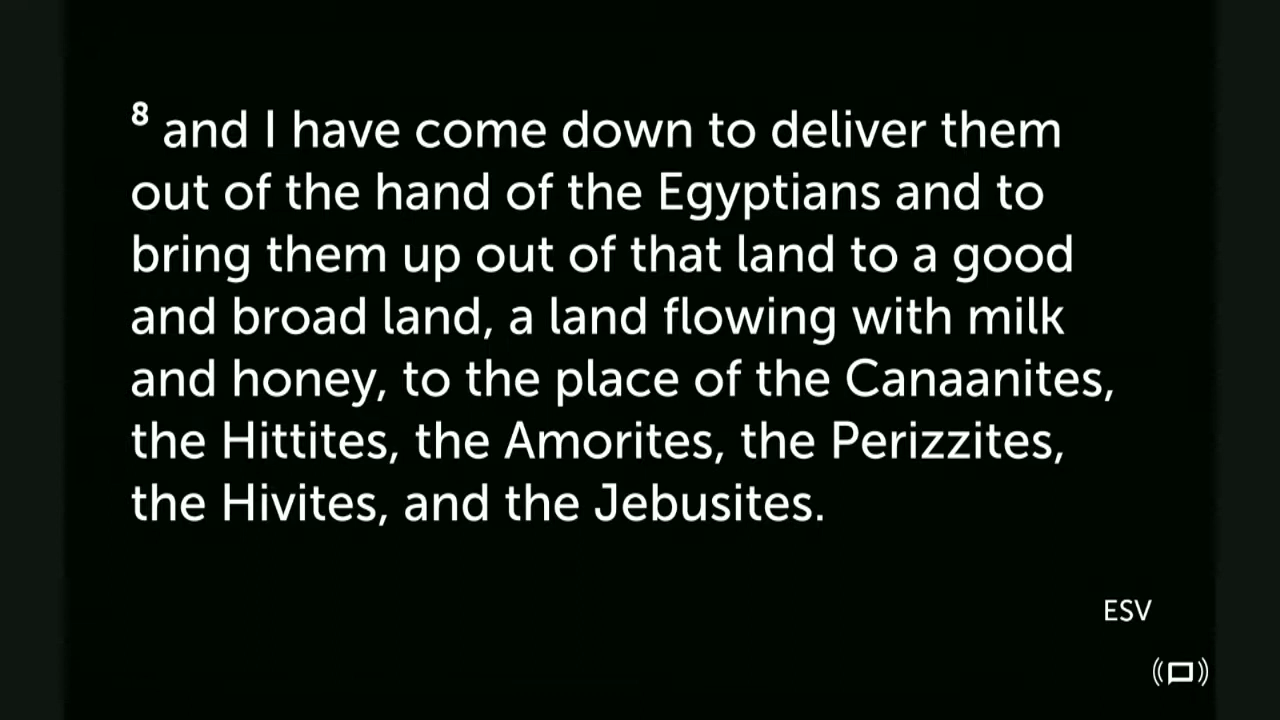 8 and I have come down to deliver them
out of the hand of the Egyptians and to
bring them up out of that land to a good
and broad land, a land flowing with milk
and honey, to the place of the Canaanites,
the Hittites, the Amorites, the Perizzites,
the Hivites, and the Jebusites.
ESV